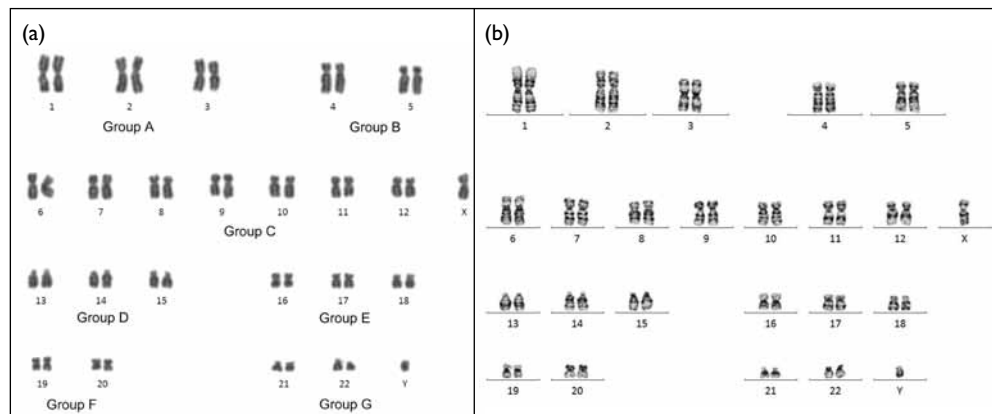 (a)
1 2 3 4 5
Group A Group B
6 7 8 9 10 11 12 X
Group C
13 14 15 16 17 18
Group D Group E
19 20 21 22 Y
Group F Group G
(b)
1 2 3 4 5
6 7 8 9 10 11 12 X
13 14 15 16 17 18
19 20 21 22 Y